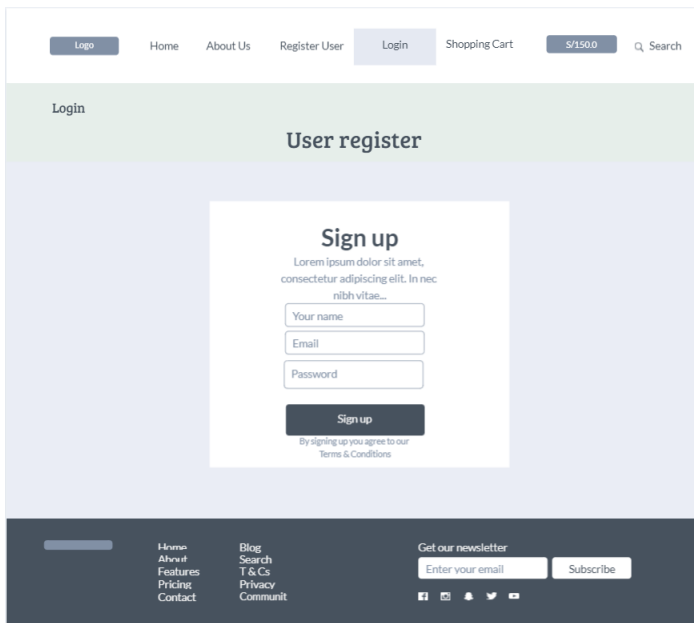 Logo
Home
About Us
Register User
Login
Shopping Cart
S/150.0
Search
Login
User register
Sign up
Lorem ipsum dolor sit amet,
consectetur adipiscing elit. In nec
nibh vitae...
Your name
Email
Password
Sign up
By signing up you agree to our
Terms & Conditions
Home
About
Features
Pricing
Contact
Blog
Search
T & Cs
Privacy
Communit
Get our newsletter
Enter your email
Subscribe